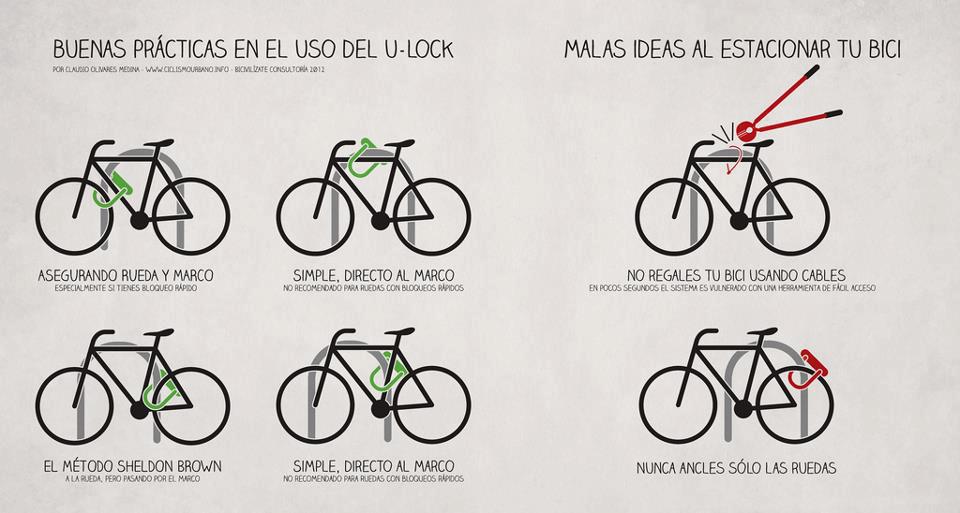 BUENAS PRÁCTICAS EN EL USO DEL U-LOCK
POR CLAUDIO OLIVARES MEDINA - WWW.CICLISMOURBANO.INFO - BICIVILÍZATE CONSULTORÍA 2012
ASEGURANDO RUEDA Y MARCO
ESPECIALMENTE SI TIENES BLOQUEO RÁPIDO
SIMPLE, DIRECTO AL MARCO
NO RECOMENDADO PARA RUEDAS CON BLOQUEOS RÁPIDOS
EL MÉTODO SHELDON BROWN
A LA RUEDA, PERO PASANDO POR EL MARCO
SIMPLE, DIRECTO AL MARCO
NO RECOMENDADO PARA RUEDAS CON BLOQUEOS RÁPIDOS
MALAS IDEAS AL ESTACIONAR TU BICI
NO REGALES TU BICI USANDO CABLES
EN POCOS SEGUNDOS EL SISTEMA ES VULNERADO CON UNA HERRAMIENTA DE FÁCIL ACCESO
NUNCA ANCLES SÓLO LAS RUEDAS